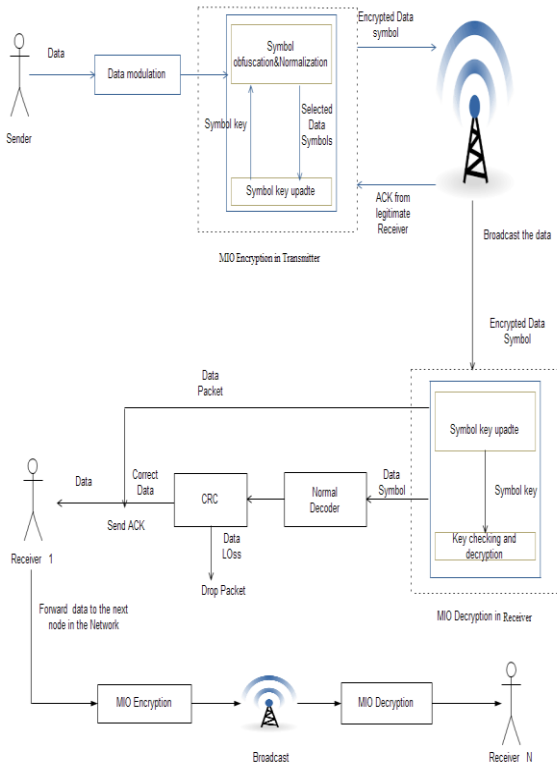 Data
Sender
Data modulation
Symbol
obfuscation&Normalization
Symbol key
Selected
Data
Symbols
Symbol key upadte
MIO Encryption in Transmitter
Encrypted Data
symbol
ACK from
legitimate
Receiver
Broadcast the data
Encrypted Data
Symbol
Symbol key upadte
Symbol key
Key checking and
decryption
MIO Decryption in Receiver
Data
Packet
Data
Symbol
Normal
Decoder
CRC
Data
LOss
Drop Packet
Correct
Data
Data
Send ACK
Receiver 1
Forward data to the next
node in the Network
MIO Encryption
Broadcast
MIO Decryption
Receiver N